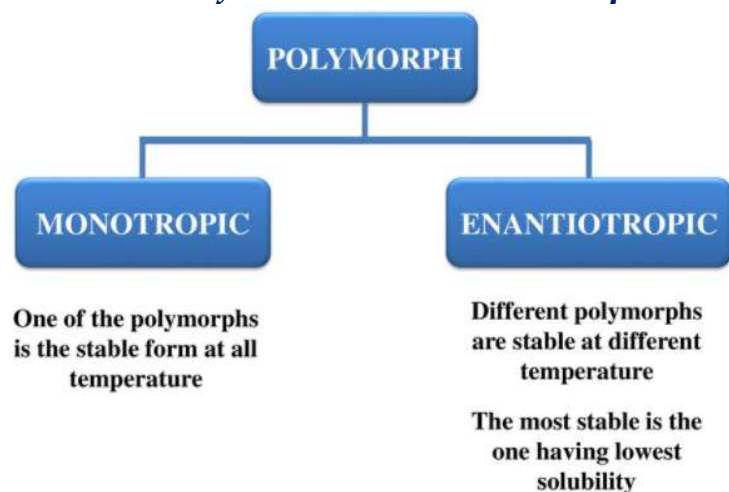 POLYMORPH
MONOTROPIC
ENANTIOTROPIC
One of the polymorphs
is the stable form at all
temperature
Different polymorphs
are stable at different
temperature
The most stable is the
one having lowest
solubility